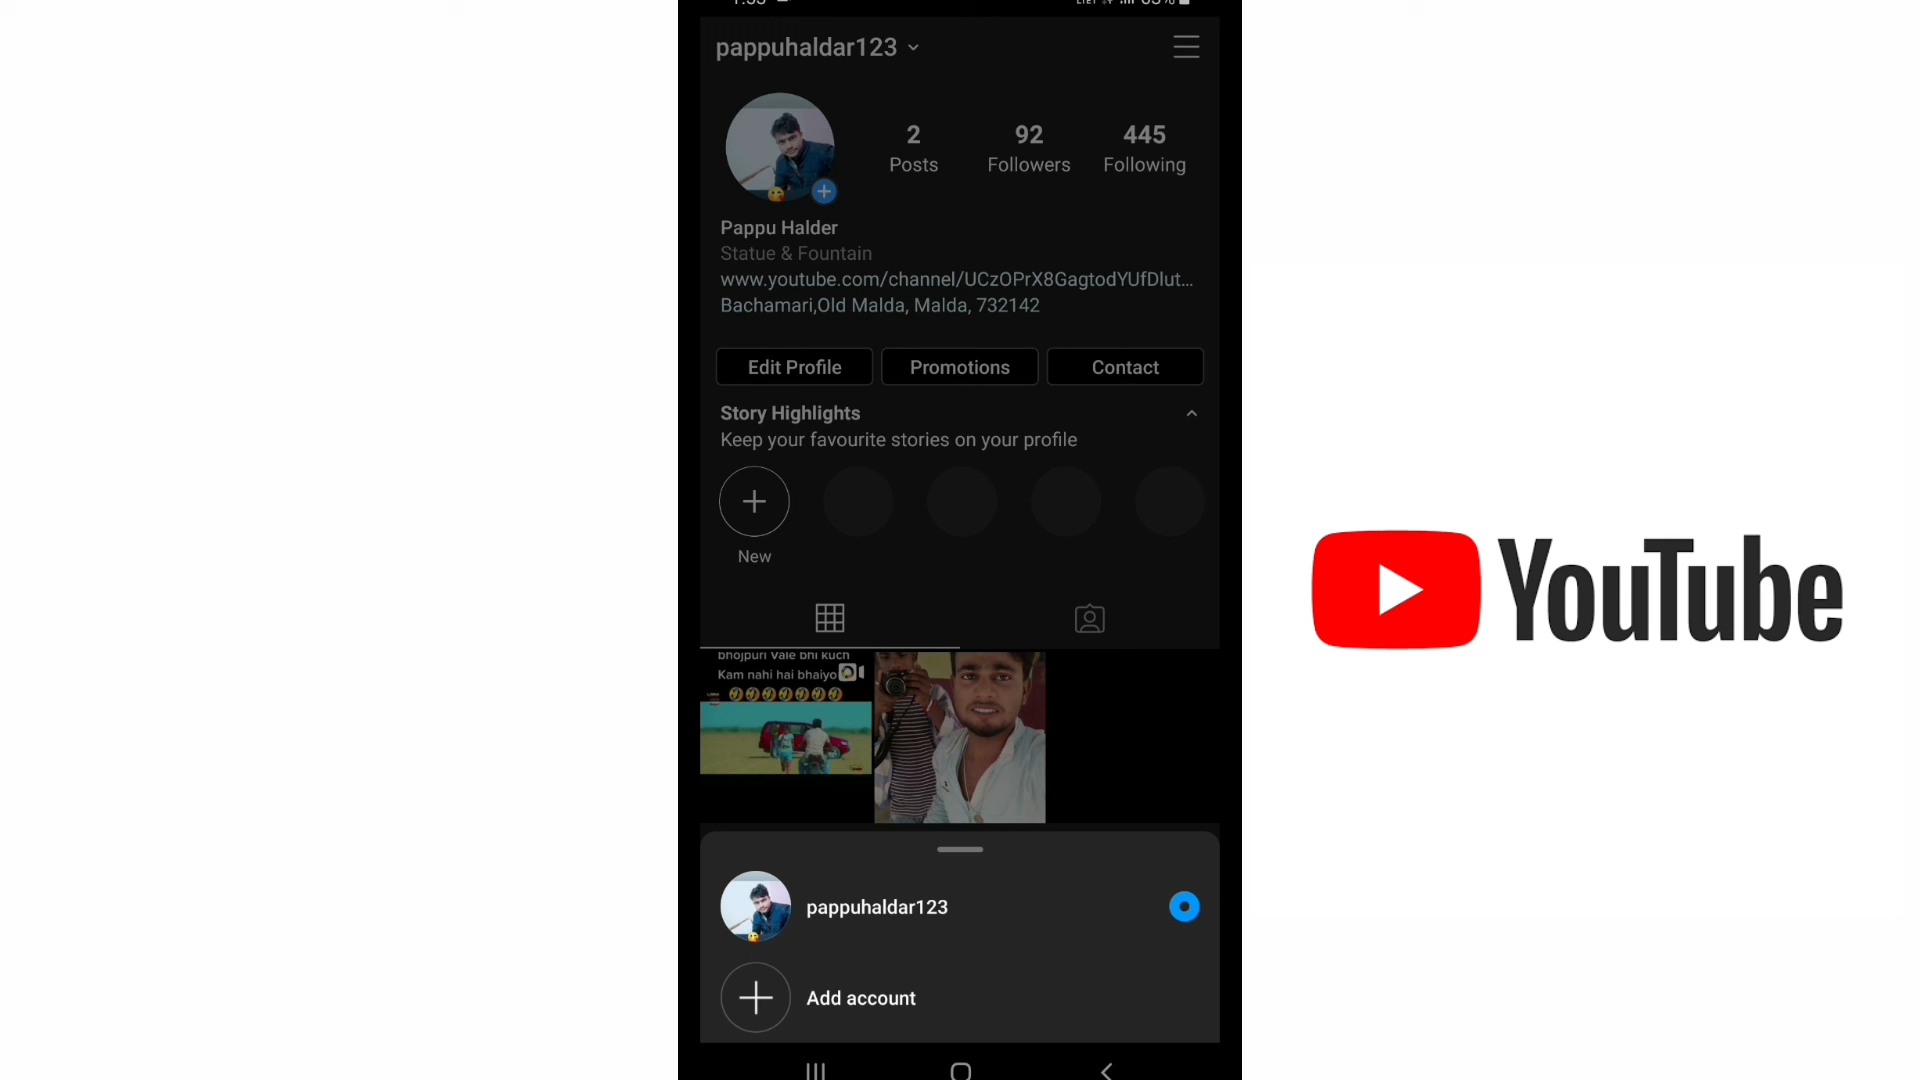 pappuhaldar123
2
92
445
Posts
Followers
Following
Pappu Halder
Statue & Fountain
www.youtube.com/channel/UCzOPrX8GagtodYUfDlut...
Bachamari,Old Malda, Malda, 732142
Edit Profile
Promotions
Contact
Story Highlights
Keep your favourite stories on your profile
New
YouTube
bhojpuri Vale bhi kuch
Kam nahi hai bhaiyo
pappuhaldar123
Add account